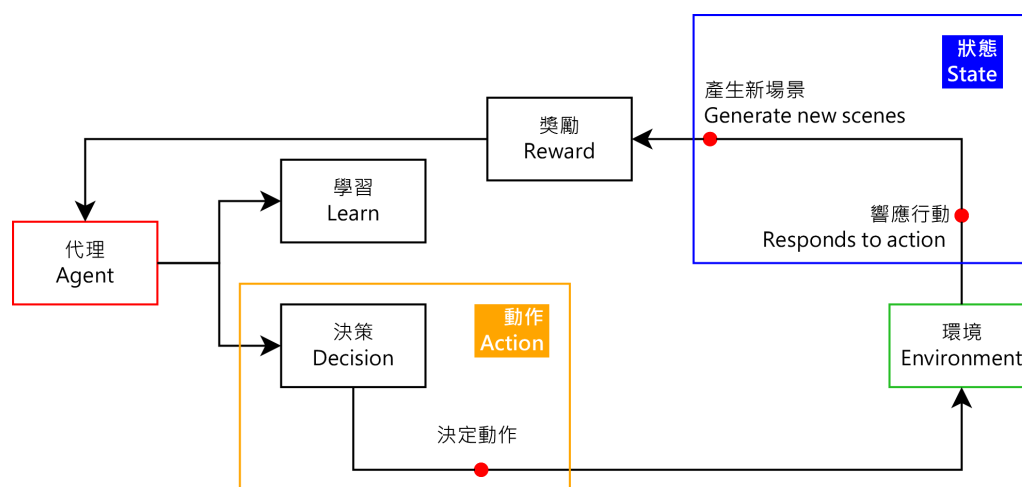 狀態
State
產生新場景
Generate new scenes
獎勵
Reward
學習
Learn
響應行動
Responds to action
代理
Agent
動作
Action
決策
Decision
環境
Environment
決定動作